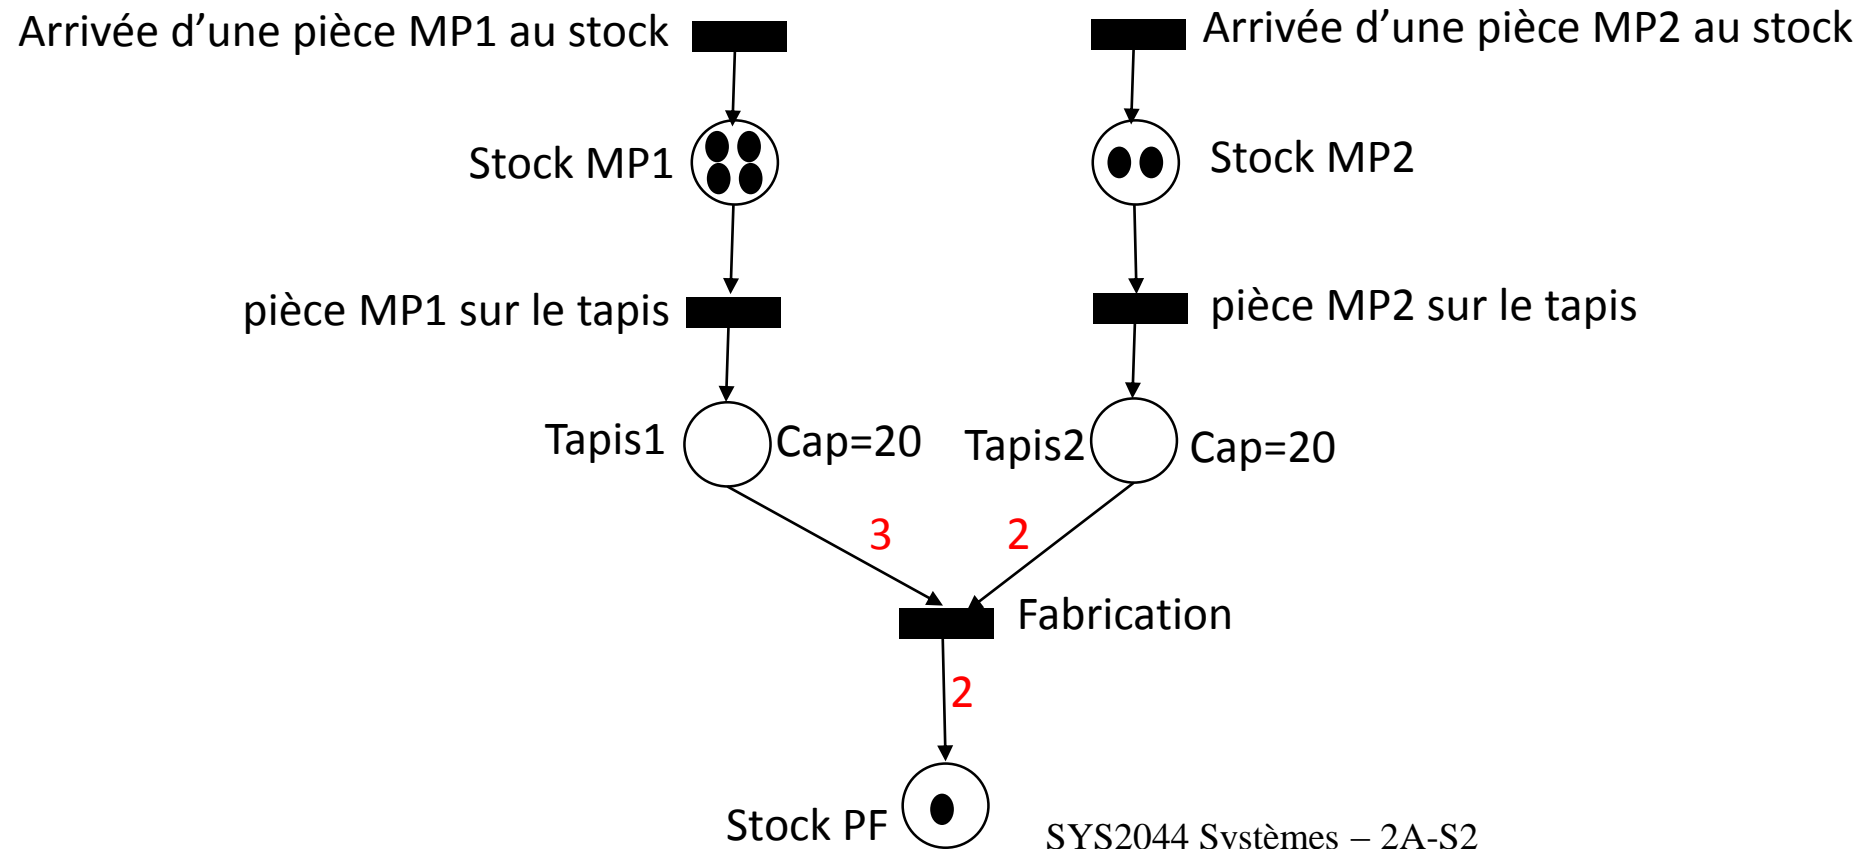 Arrivée d’une pièce MP1 au stock
Arrivée d’une pièce MP2 au stock
Stock MP1
Stock MP2
pièce MP1 sur le tapis
pièce MP2 sur le tapis
Tapis1
Cap=20
Tapis2
Cap=20
3
2
Fabrication
2
Stock PF
SYS2044 Systèmes – 2A-S2